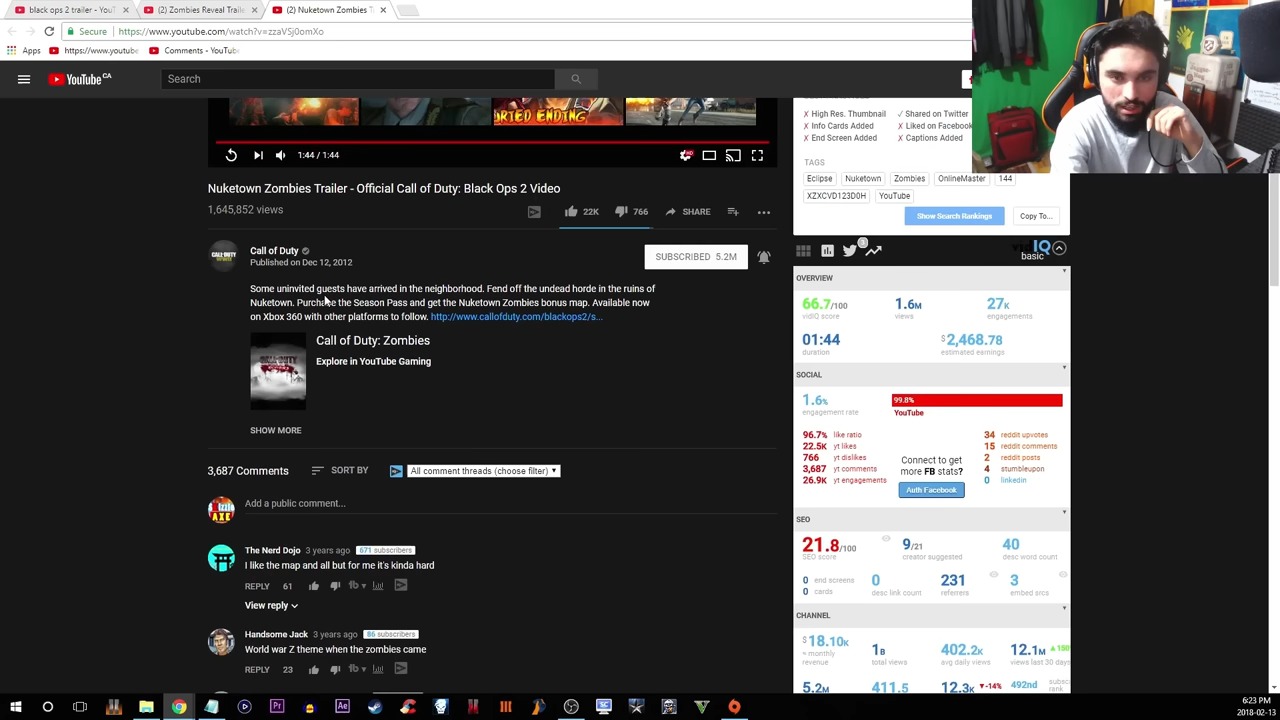 black ops 2 trailer - YouT
(2) Zombies Reveal Traile
(2) Nuketown Zombies T
Secure | https://www.youtube.com/watch?v=zzaVSj0omXo
Apps https://www.youtube Comments - YouTub
YouTube CA
Search
1:44 / 1:44
Nuketown Zombies Trailer - Official Call of Duty: Black Ops 2 Video
1,645,852 views
22K 766 SHARE
Call of Duty
Published on Dec 12, 2012
SUBSCRIBED 5.2M
Some uninvited guests have arrived in the neighborhood. Fend off the undead horde in the ruins of
Nuketown. Purchase the Season Pass and get the Nuketown Zombies bonus map. Available now
on Xbox 360 with other platforms to follow. http://www.callofduty.com/blackops2/s...
Call of Duty: Zombies
Explore in YouTube Gaming
SHOW MORE
3,687 Comments SORT BY All comment threads (choose filter)
Add a public comment...
The Nerd Dojo 3 years ago 671 subscribers
I like the map and all but for me it's kinda hard
REPLY 61
View reply
Handsome Jack 3 years ago 86 subscribers
World war Z theme when the zombies came
REPLY 23
High Res. Thumbnail Shared on Twitter
Info Cards Added Liked on Facebook
End Screen Added Captions Added
TAGS
Eclipse Nuketown Zombies OnlineMaster 144
XZXCVD123D0H YouTube
Show Search Rankings Copy To...
3
vidIQ
basic
OVERVIEW
66.7/100 1.6M 27K
vidIQ score views engagements
01:44 $2,468.78
duration estimated earnings
SOCIAL
1.6% 99.8%
engagement rate YouTube
96.7% like ratio
22.5K yt likes
766 yt dislikes
3,687 yt comments
26.9K yt engagements
Connect to get
more FB stats?
Auth Facebook
34 reddit upvotes
15 reddit comments
2 reddit posts
4 stumbleupon
0 linkedin
SEO
21.8/100 9/21 40
SEO score creator suggested desc word count
0 end screens
0 cards
0 231 3
desc link count referrers embed srcs
CHANNEL
$18.10K 1B 402.2K 12.1M
≈ monthly
revenue
total views avg daily views views last 30 days
5.2M 411.5 12.3K -14% 492nd
rank
6:23 PM
2018-02-13